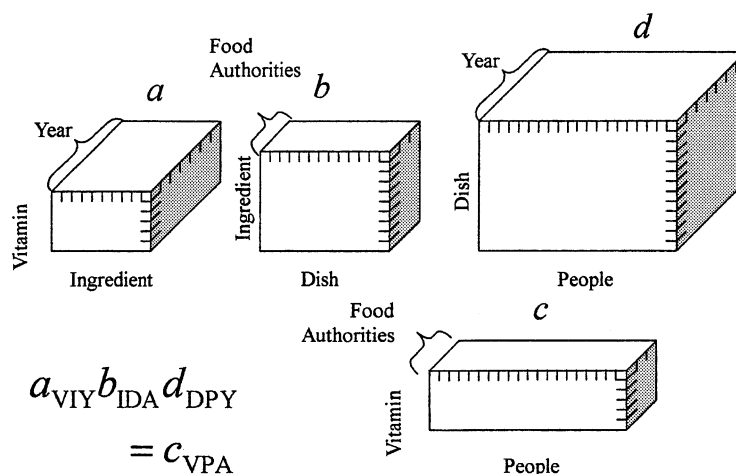 Food
Authorities
a
b
d
Year
Year
Vitamin
Ingredient
Ingredient
Dish
Dish
People
Food
Authorities
c
Vitamin
People
a_VIY b_IDA d_DPY
= c_VPA